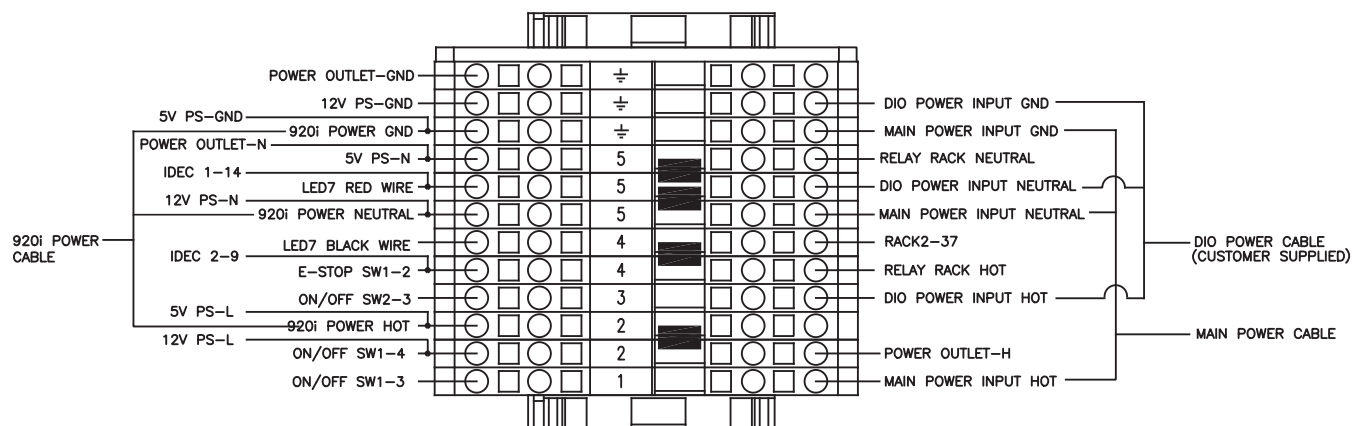 POWER OUTLET-GND
12V PS-GND
DIO POWER INPUT GND
5V PS-GND
920i POWER GND
MAIN POWER INPUT GND
POWER OUTLET-N
5V PS-N
5
RELAY RACK NEUTRAL
IDEC 1-14
LED7 RED WIRE
5
DIO POWER INPUT NEUTRAL
12V PS-N
920i POWER NEUTRAL
5
MAIN POWER INPUT NEUTRAL
920i POWER
CABLE
LED7 BLACK WIRE
4
RACK2-37
DIO POWER CABLE
(CUSTOMER SUPPLIED)
IDEC 2-9
E-STOP SW1-2
4
RELAY RACK HOT
ON/OFF SW2-3
3
DIO POWER INPUT HOT
5V PS-L
920i POWER HOT
2
MAIN POWER CABLE
12V PS-L
ON/OFF SW1-4
2
POWER OUTLET-H
ON/OFF SW1-3
1
MAIN POWER INPUT HOT